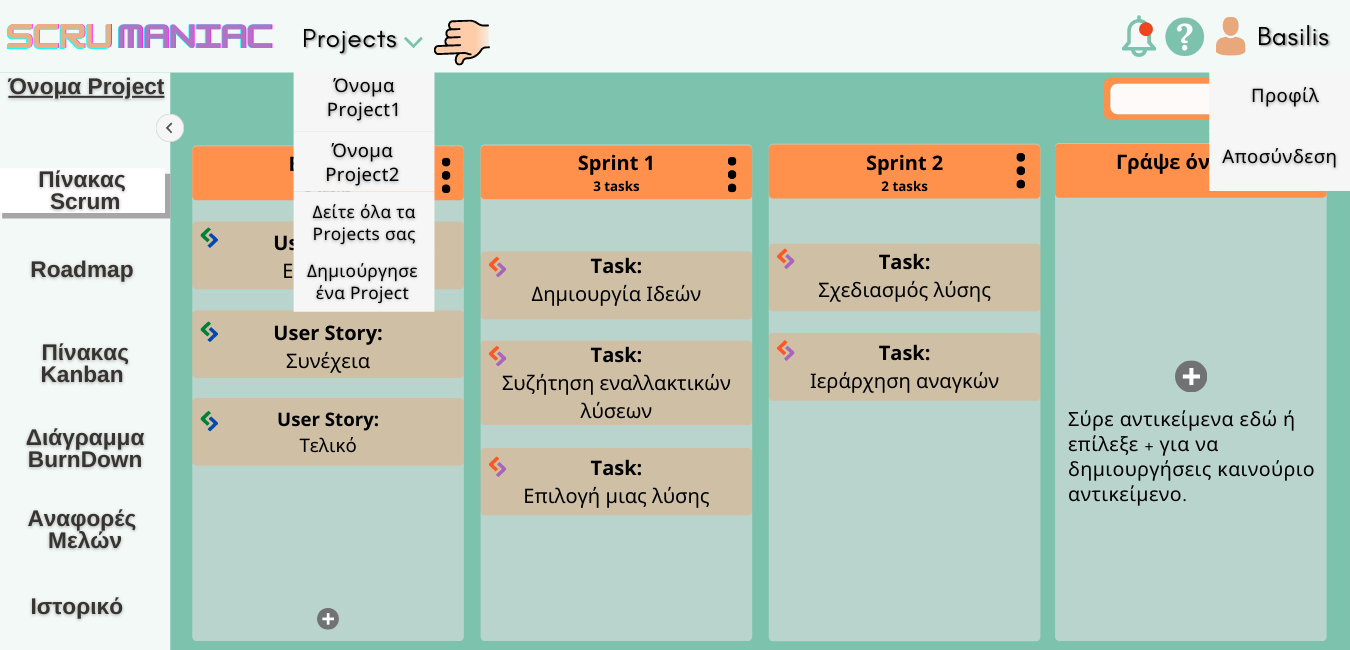 SCRUMANIAC
Projects
Basilis
Όνομα
Project1
Όνομα
Project2
Δείτε όλα τα
Projects σας
Δημιούργησε
ένα Project
Προφίλ
Αποσύνδεση
Όνομα Project
Πίνακας
Scrum
Roadmap
Πίνακας
Kanban
Διάγραμμα
BurnDown
Αναφορές
Μελών
Ιστορικό
User Story:
Συνέχεια
User Story:
Τελικό
Sprint 1
3 tasks
Task:
Δημιουργία Ιδεών
Task:
Συζήτηση εναλλακτικών
λύσεων
Task:
Επιλογή μιας λύσης
Sprint 2
2 tasks
Task:
Σχεδιασμός λύσης
Task:
Ιεράρχηση αναγκών
Γράψε
Σύρε αντικείμενα εδώ ή
επίλεξε + για να
δημιουργήσεις καινούριο
αντικείμενο.